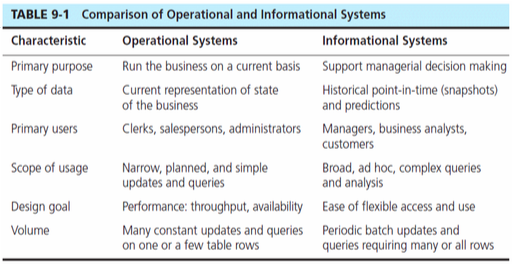 TABLE 9-1 Comparison of Operational and Informational Systems
Characteristic Operational Systems Informational Systems
Primary purpose Run the business on a current basis Support managerial decision making
Type of data Current representation of state Historical point-in-time (snapshots)
of the business and predictions
Primary users Clerks, salespersons, administrators Managers, business analysts,
customers
Scope of usage Narrow, planned, and simple Broad, ad hoc, complex queries
updates and queries and analysis
Design goal Performance: throughput, availability Ease of flexible access and use
Volume Many constant updates and queries Periodic batch updates and
on one or a few table rows queries requiring many or all rows